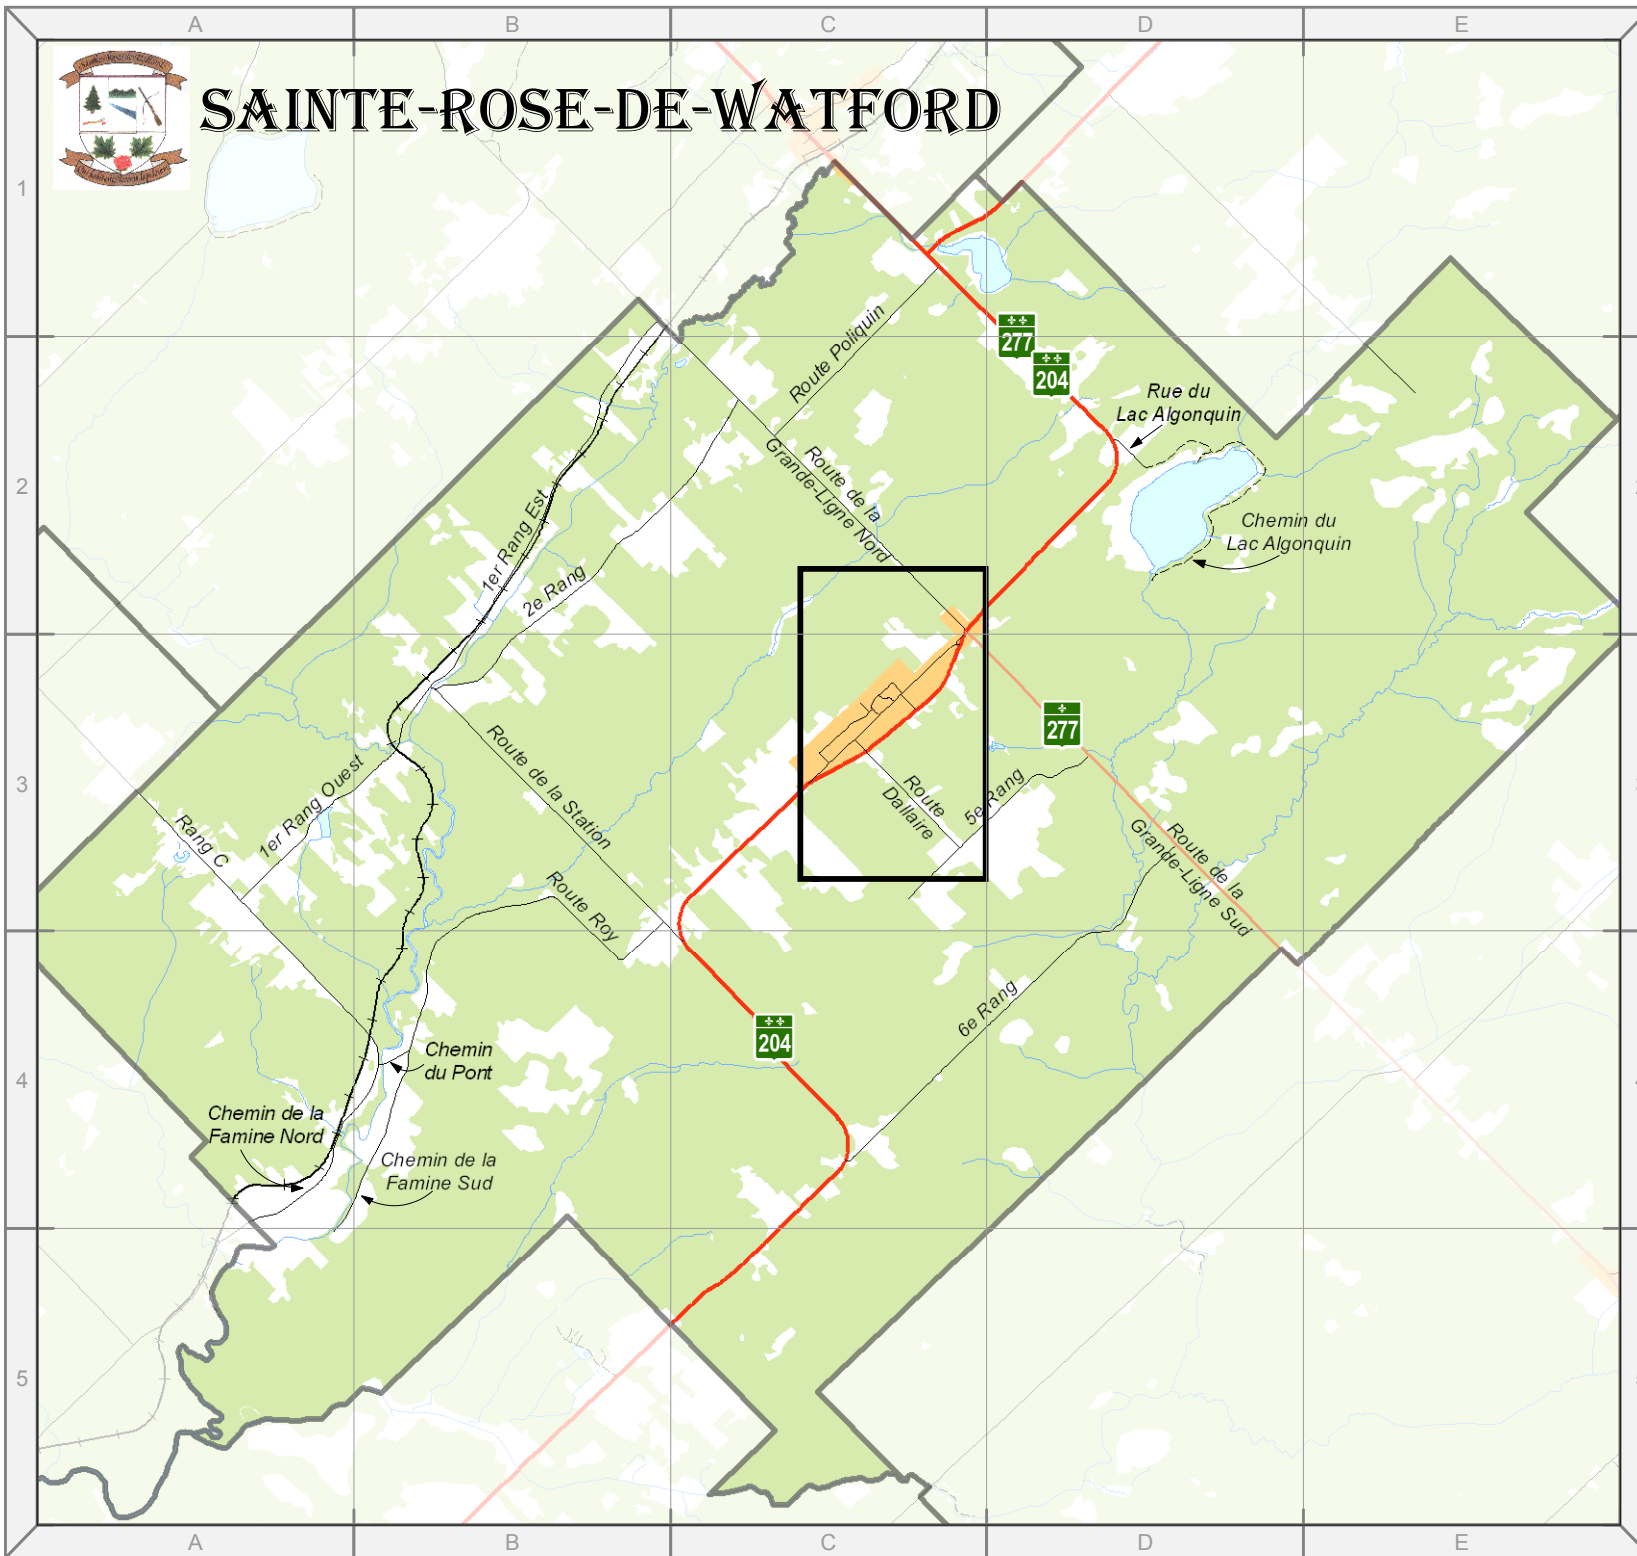 A B C D E
SAINTE-ROSE-DE-WATFORD
1
2
3
4
5
Route Poliquin
277
204
Rue du
Lac Algonquin
Route de la
Grande-Ligne Nord
1er Rang Est
2e Rang
Chemin du
Lac Algonquin
277
Route de la Station
Route
Dallaire
5e Rang
1er Rang Ouest
Rang C
Route de la
Grande-Ligne Sud
Route Roy
6e Rang
204
Chemin
du Pont
Chemin de la
Famine Nord
Chemin de la
Famine Sud
A B C D E